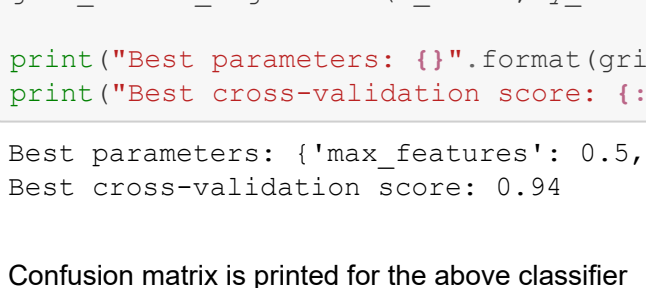 print("Best parameters: {}".format(gri
print("Best cross-validation score: {:
Best parameters: {'max_features': 0.5,
Best cross-validation score: 0.94
Confusion matrix is printed for the above classifier